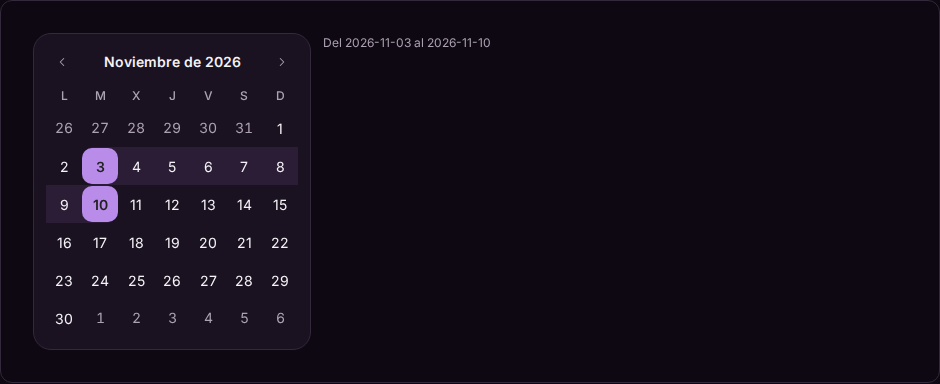 Noviembre de 2026
L M X J V S D
26 27 28 29 30 31 1
2 3 4 5 6 7 8
9 10 11 12 13 14 15
16 17 18 19 20 21 22
23 24 25 26 27 28 29
30 1 2 3 4 5 6
Del 2026-11-03 al 2026-11-10